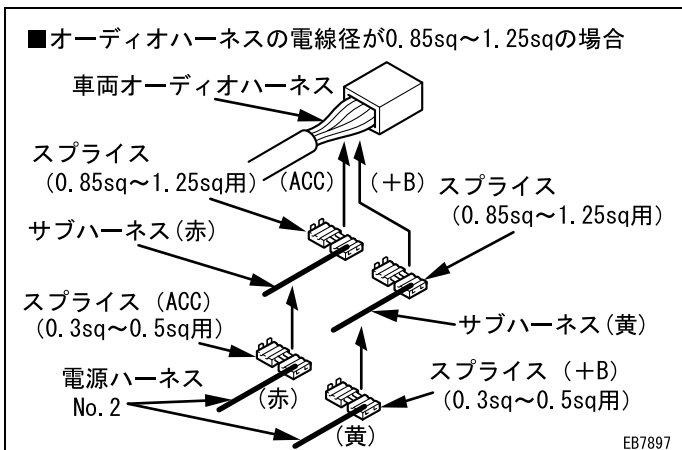 ■オーディオハーネスの電線径が0.85sq～1.25sqの場合
車両オーディオハーネス
スプライス
(0.85sq～1.25sq用)
(ACC)
(＋B)
スプライス
(0.85sq～1.25sq用)
サブハーネス(赤)
スプライス (ACC)
(0.3sq～0.5sq用)
サブハーネス(黄)
電源ハーネス
No.2
(赤)
(黄)
スプライス (＋B)
(0.3sq～0.5sq用)
EB7897